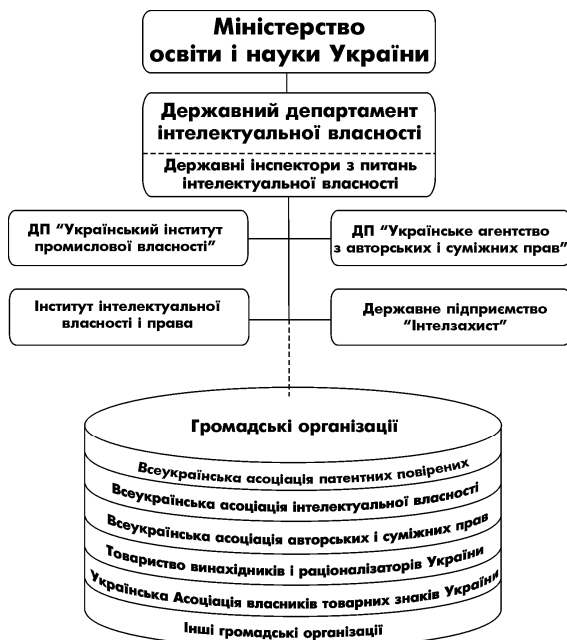 Міністерство
освіти і науки України
Державний департамент
інтелектуальної власності
Державні інспектори з питань
інтелектуальної власності
ДП “Український інститут
промислової власності”
ДП “Українське агентство
з авторських і суміжних прав”
Інститут інтелектуальної
власності і права
Державне підприємство
“Інтелзахист”
Громадські організації
Всеукраїнська асоціація патентних повірених
Всеукраїнська асоціація інтелектуальної власності
Всеукраїнська асоціація авторських і суміжних прав
Товариство винахідників і раціоналізаторів України
Українська Асоціація власників товарних знаків України
Інші громадські організації